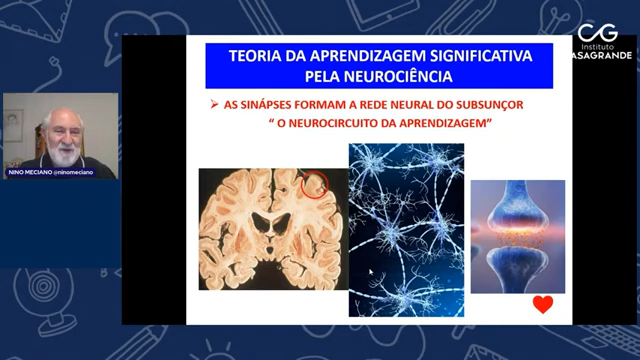 CG
Instituto
CASAGRANDE
TEORIA DA APRENDIZAGEM SIGNIFICATIVA
PELA NEUROCIÊNCIA
AS SINÁPSES FORMAM A REDE NEURAL DO SUBSUNÇOR
“ O NEUROCIRCUITO DA APRENDIZAGEM”
NINO MECIANO @ninomeciano